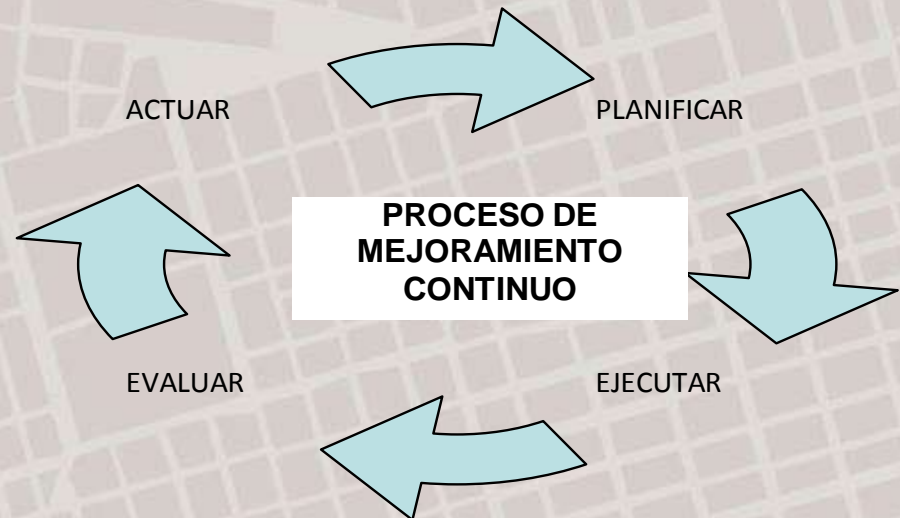 ACTUAR
PLANIFICAR
PROCESO DE
MEJORAMIENTO
CONTINUO
EVALUAR
EJECUTAR